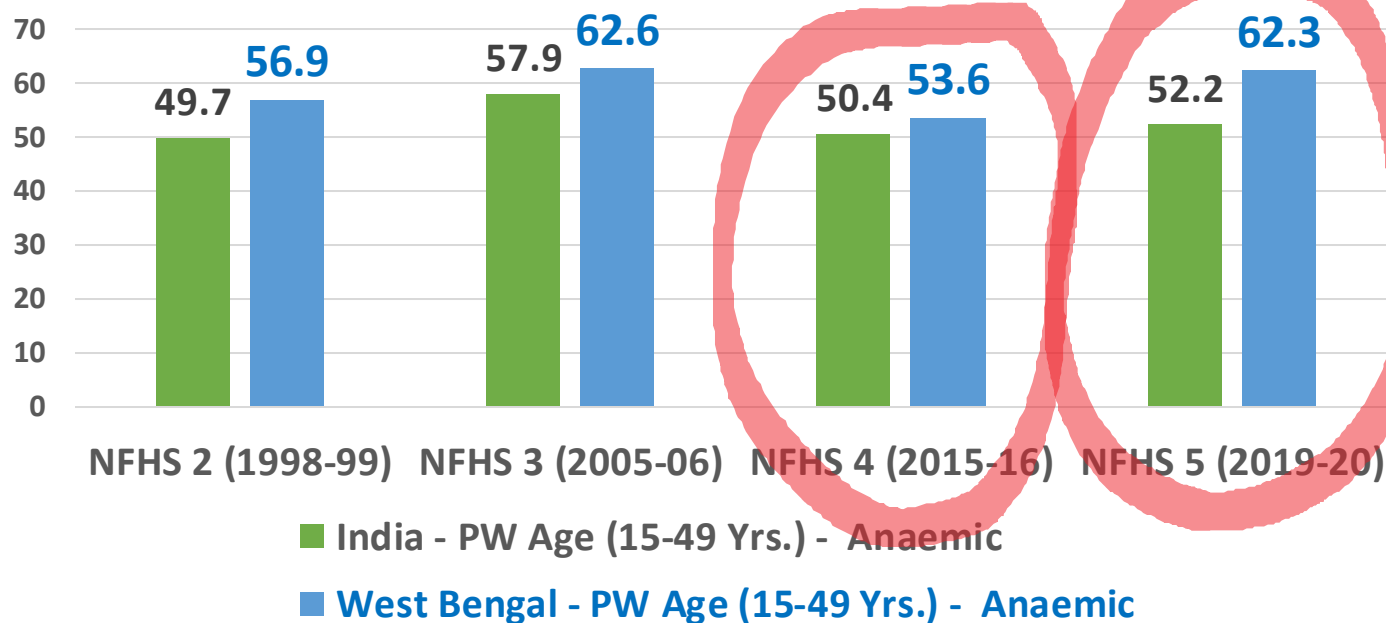 70
60
50
40
30
20
10
0
49.7
56.9
57.9
62.6
50.4
53.6
52.2
62.3
NFHS 2 (1998-99)
NFHS 3 (2005-06)
NFHS 4 (2015-16)
NFHS 5 (2019-20)
India - PW Age (15-49 Yrs.) - Anaemic
West Bengal - PW Age (15-49 Yrs.) - Anaemic